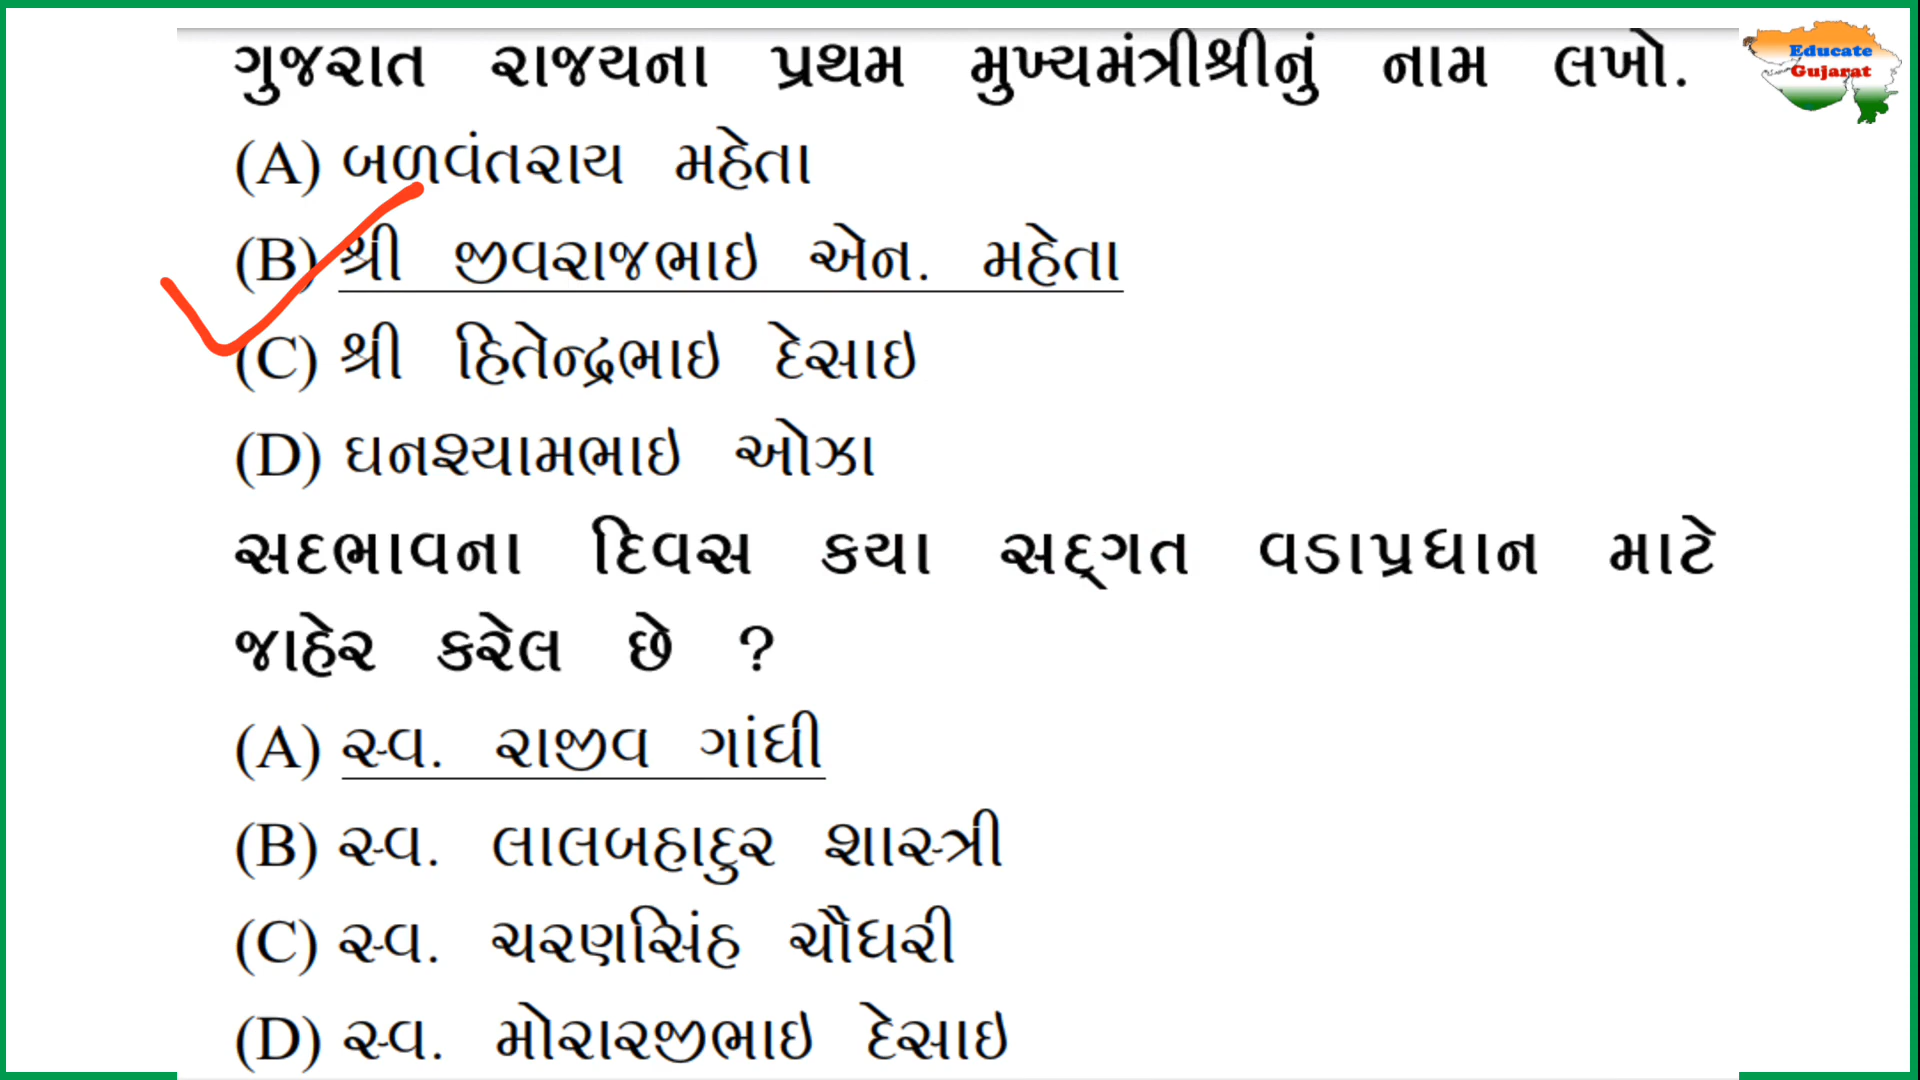 ગુજરાત રાજયના પ્રથમ મુખ્યમંત્રીશ્રીનું નામ લખો.
Educate
Gujarat
(A) બળવંતરાય મહેતા
(B) શ્રી જીવરાજભાઇ એન. મહેતા
(C) શ્રી હિતેન્દ્રભાઇ દેસાઇ
(D) ઘનશ્યામભાઇ ઓઝા
સદભાવના દિવસ કયા સદ્‌ગત વડાપ્રધાન માટે
જાહેર કરેલ છે ?
(A) સ્વ. રાજીવ ગાંધી
(B) સ્વ. લાલબહાદુર શાસ્ત્રી
(C) સ્વ. ચરણસિંહ ચૌધરી
(D) સ્વ. મોરારજીભાઇ દેસાઇ